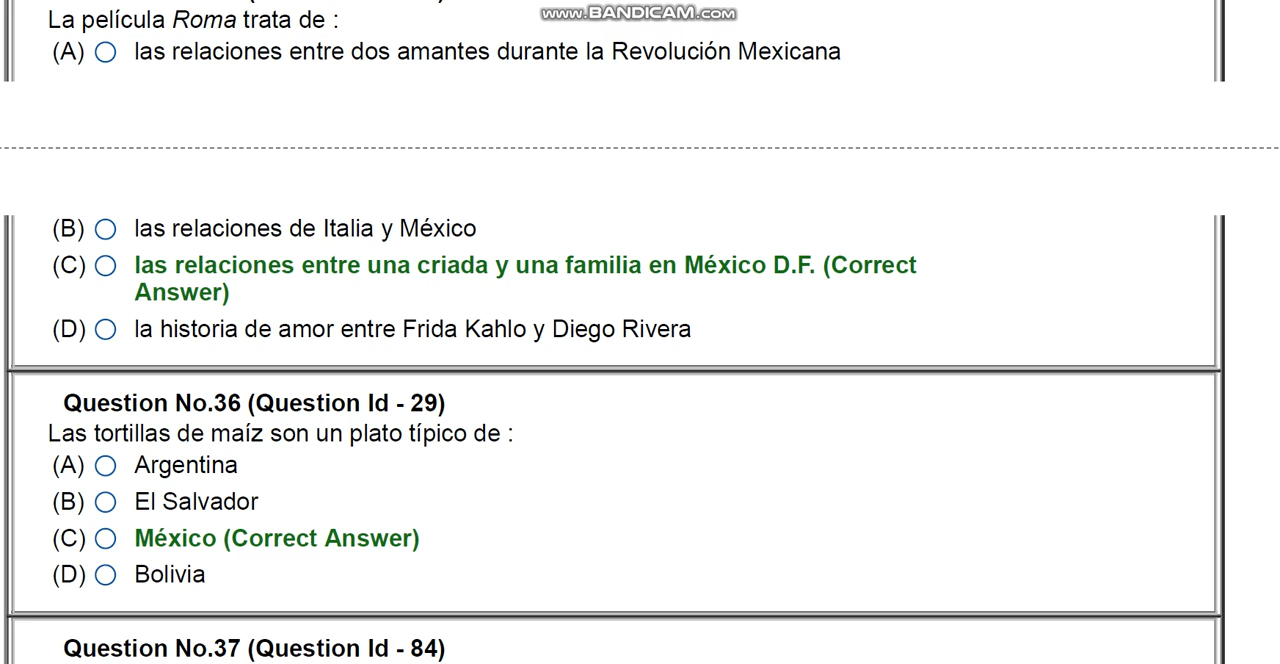 www.BANDICAM.com
La película Roma trata de :
(A) las relaciones entre dos amantes durante la Revolución Mexicana
(B) las relaciones de Italia y México
(C) las relaciones entre una criada y una familia en México D.F. (Correct
Answer)
(D) la historia de amor entre Frida Kahlo y Diego Rivera
Question No.36 (Question Id - 29)
Las tortillas de maíz son un plato típico de :
(A) Argentina
(B) El Salvador
(C) México (Correct Answer)
(D) Bolivia
Question No.37 (Question Id - 84)